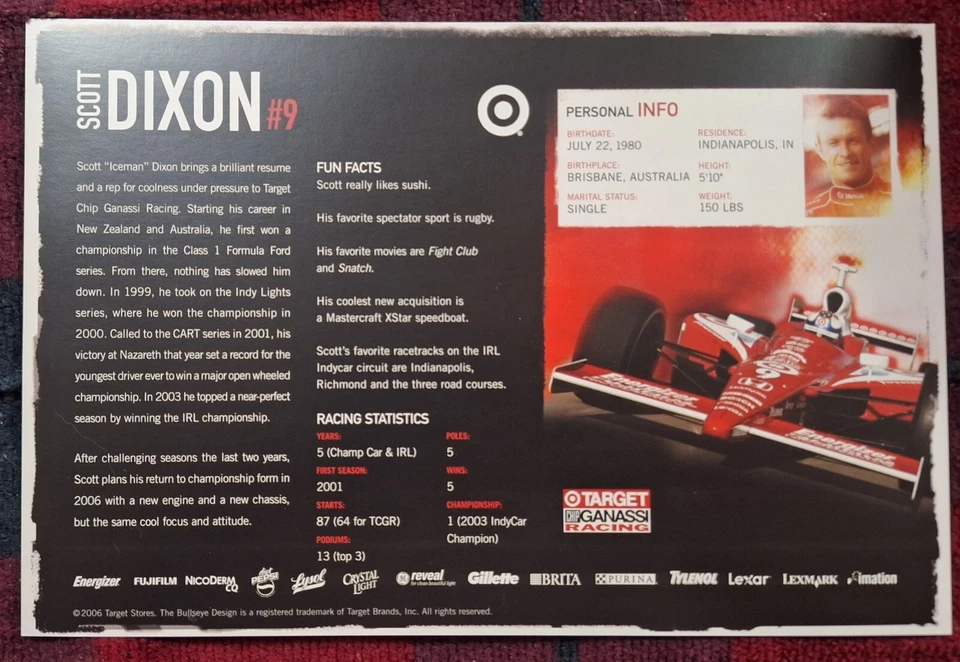 SCOTT
DIXON #9
Scott "Iceman" Dixon brings a brilliant resume
and a rep for coolness under pressure to Target
Chip Ganassi Racing. Starting his career in
New Zealand and Australia, he first won a
championship in the Class 1 Formula Ford
series. From there, nothing has slowed him
down. In 1999, he took on the Indy Lights
series, where he won the championship in
2000. Called to the CART series in 2001, his
victory at Nazareth that year set a record for the
youngest driver ever to win a major open wheeled
championship. In 2003 he topped a near-perfect
season by winning the IRL championship.
After challenging seasons the last two years,
Scott plans his return to championship form in
2006 with a new engine and a new chassis,
but the same cool focus and attitude.
FUN FACTS
Scott really likes sushi.
His favorite spectator sport is rugby.
His favorite movies are Fight Club
and Snatch.
His coolest new acquisition is
a Mastercraft XStar speedboat.
Scott's favorite racetracks on the IRL
Indycar circuit are Indianapolis,
Richmond and the three road courses.
RACING STATISTICS
YEARS:
5 (Champ Car & IRL)
FIRST SEASON:
2001
STARTS:
87 (64 for TCGR)
PODIUMS:
13 (top 3)
POLES:
5
WINS:
5
CHAMPIONSHIP:
1 (2003 IndyCar
Champion)
PERSONAL INFO
BIRTHDATE:
JULY 22, 1980
BIRTHPLACE:
BRISBANE, AUSTRALIA
MARITAL STATUS:
SINGLE
RESIDENCE:
INDIANAPOLIS, IN
HEIGHT:
5'10"
WEIGHT:
150 LBS
Energizer
HONDA
Energizer
TARGET
CHIP GANASSI
RACING
Energizer FUJIFILM NICODERM CQ PEPSI Lysol CRYSTAL LIGHT GE reveal for clean beautiful light Gillette BRITA PURINA TYLENOL Lexar LEXMARK imation
©2006 Target Stores. The Bullseye Design is a registered trademark of Target Brands, Inc. All rights reserved.